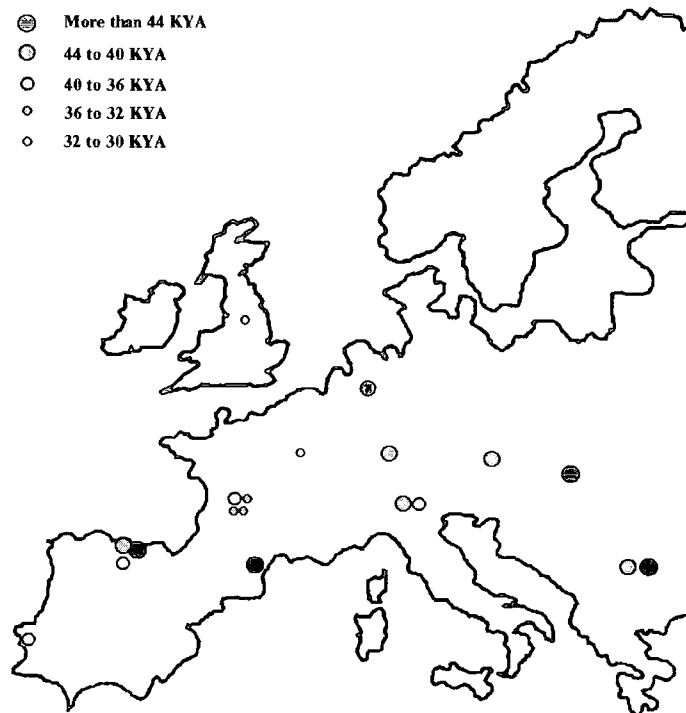 More than 44 KYA
44 to 40 KYA
40 to 36 KYA
36 to 32 KYA
32 to 30 KYA